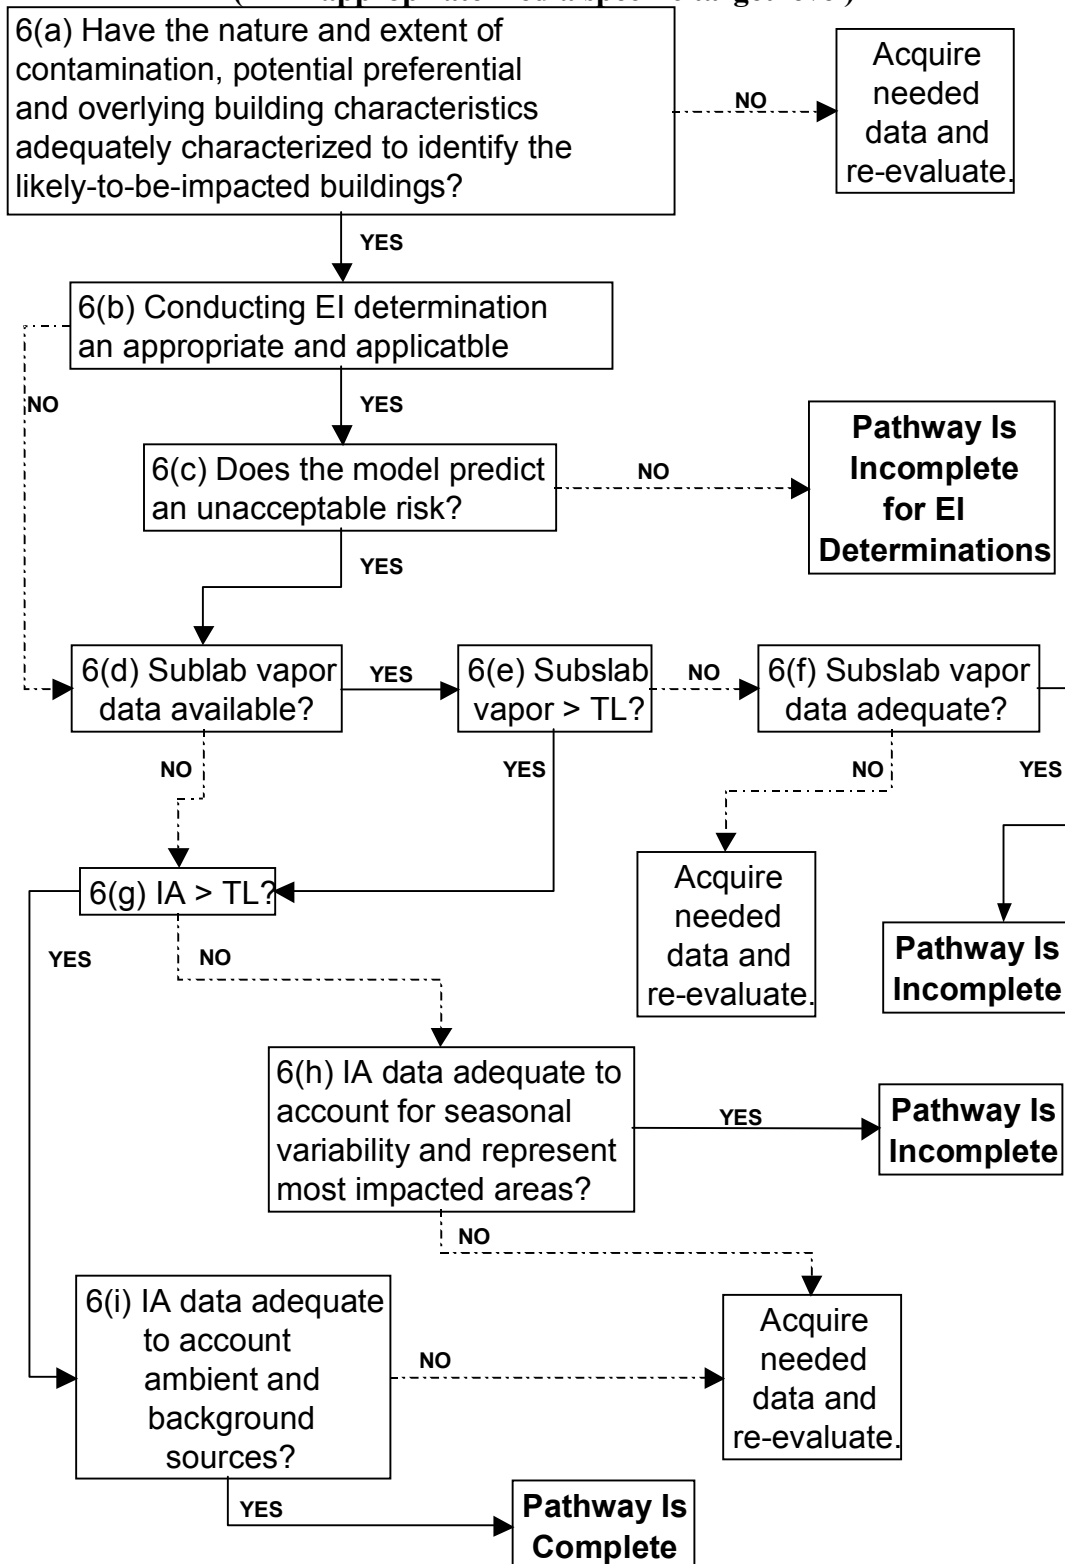 appropriate
6(a) Have the nature and extent of
contamination, potential preferential
and overlying building characteristics
adequately characterized to identify the
likely-to-be-impacted buildings?
NO
Acquire
needed
data and
re-evaluate.
YES
6(b) Conducting EI determination
an appropriate and applicatble
NO
YES
6(c) Does the model predict
an unacceptable risk?
NO
Pathway Is
Incomplete
for EI
Determinations
YES
6(d) Sublab vapor
data available?
YES
6(e) Subslab
vapor > TL?
NO
6(f) Subslab vapor
data adequate?
NO
YES
NO
YES
Acquire
needed
data and
re-evaluate.
Pathway Is
Incomplete
6(g) IA > TL?
YES
NO
6(h) IA data adequate to
account for seasonal
variability and represent
most impacted areas?
YES
Pathway Is
Incomplete
NO
6(i) IA data adequate
to account
ambient and
background
sources?
NO
Acquire
needed
data and
re-evaluate.
YES
Pathway Is
Complete